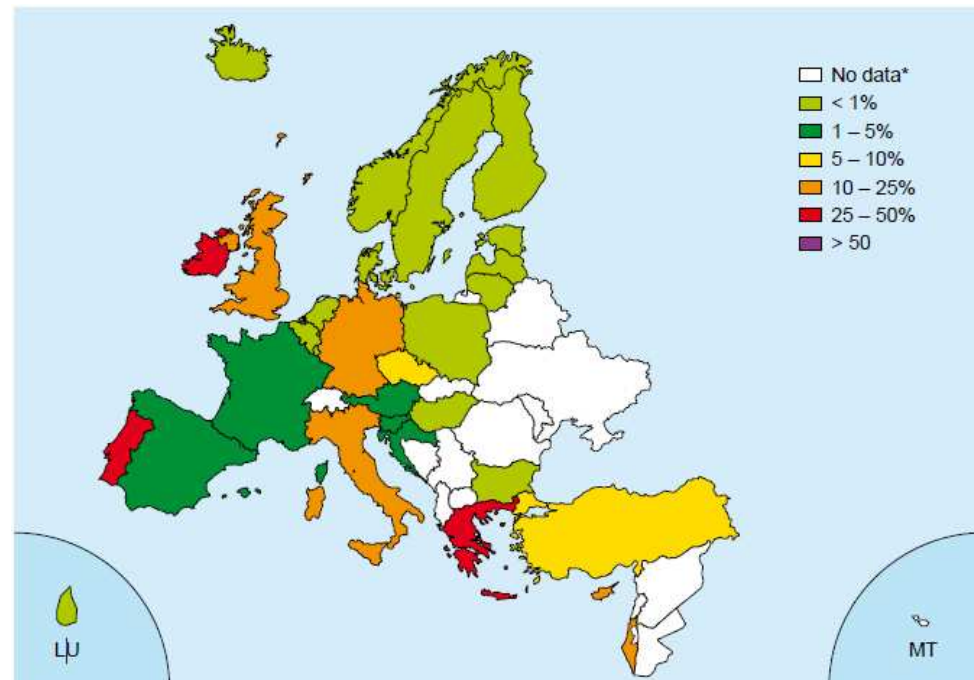 No data*
< 1%
1 – 5%
5 – 10%
10 – 25%
25 – 50%
> 50
LU
MT